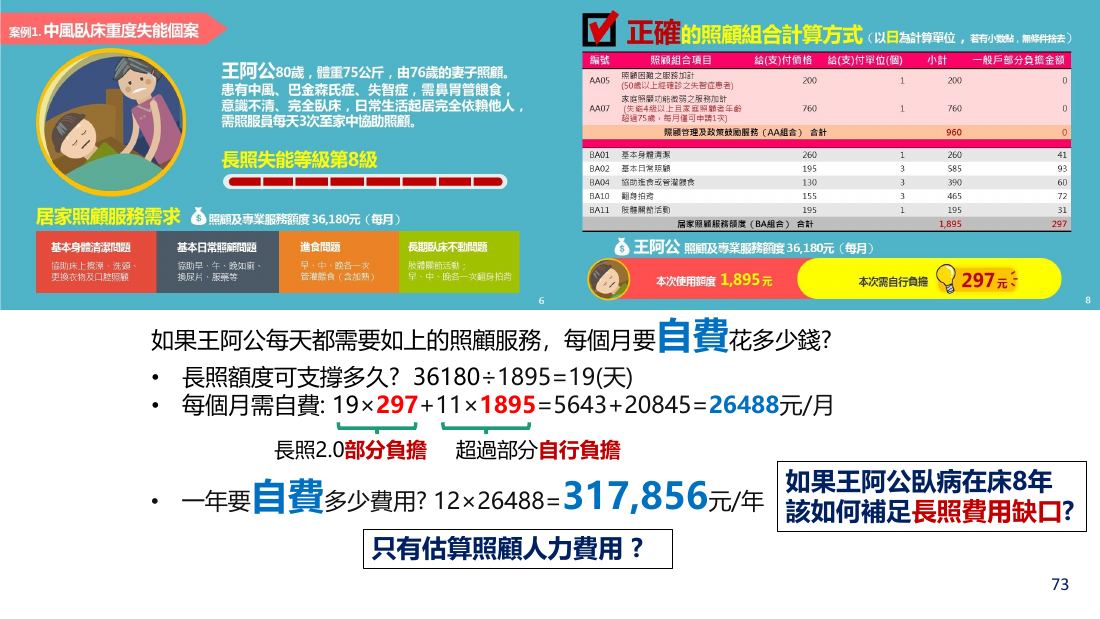 案例1. 中風臥床重度失能個案
王阿公80歲，體重75公斤，由76歲的妻子照顧。
患有中風、巴金森氏症、失智症，需鼻胃管餵食，
意識不清、完全臥床，日常生活起居完全依賴他人，
需照服員每天3次至家中協助照顧。
長照失能等級第8級
居家照顧服務需求 $ 照顧及專業服務額度 36,180元（每月）
基本身體清潔問題
協助床上擦澡、洗頭、
更換衣物及口腔照顧
基本日常照顧問題
協助早、午、晚如廁、
換尿片、服藥等
進食問題
早、中、晚各一次
管灌餵食（含加熱）
長期臥床不動問題
肢體關節活動；
早、中、晚各一次翻身拍背
6
正確的照顧組合計算方式（以日為計算單位，若有小數點，無條件捨去）
編號 照顧組合項目 給(支)付價格 給(支)付單位(個) 小計 一般戶部分負擔金額
AA05 照顧困難之服務加計 200 1 200 0
(50歲以上經確診之失智症患者)
AA07 家庭照顧功能微弱之服務加計 760 1 760 0
(失能4級以上且家庭照顧者年齡
超過75歲，每月僅可申請1次)
照顧管理及政策鼓勵服務（AA組合） 合計 960 0
BA01 基本身體清潔 260 1 260 41
BA02 基本日常照顧 195 3 585 93
BA04 協助進食或管灌餵食 130 3 390 60
BA10 翻身拍背 155 3 465 72
BA11 肢體關節活動 195 1 195 31
居家照顧服務額度（BA組合） 合計 1,895 297
$ 王阿公 照顧及專業服務額度 36,180元（每月）
本次使用額度 1,895元 本次需自行負擔 297元
8
如果王阿公每天都需要如上的照顧服務，每個月要自費花多少錢?
• 長照額度可支撐多久? 36180÷1895=19(天)
• 每個月需自費: 19×297+11×1895=5643+20845=26488元/月
長照2.0部分負擔 超過部分自行負擔
• 一年要自費多少費用? 12×26488=317,856元/年
如果王阿公臥病在床8年
該如何補足長照費用缺口?
只有估算照顧人力費用？
73